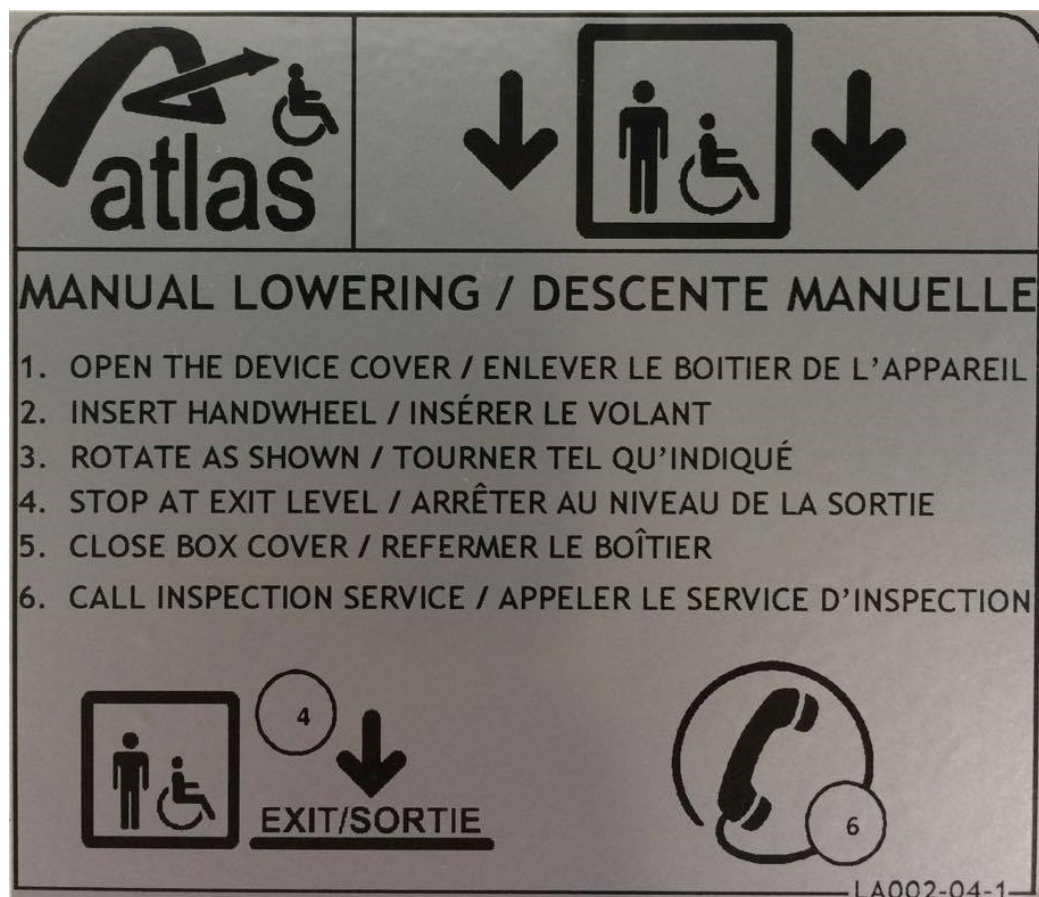 atlas
MANUAL LOWERING / DESCENTE MANUELLE
1. OPEN THE DEVICE COVER / ENLEVER LE BOITIER DE L'APPAREIL
2. INSERT HANDWHEEL / INSÉRER LE VOLANT
3. ROTATE AS SHOWN / TOURNER TEL QU'INDIQUÉ
4. STOP AT EXIT LEVEL / ARRÊTER AU NIVEAU DE LA SORTIE
5. CLOSE BOX COVER / REFERMER LE BOÎTIER
6. CALL INSPECTION SERVICE / APPELER LE SERVICE D'INSPECTION
4
EXIT/SORTIE
6
LA002-04-1